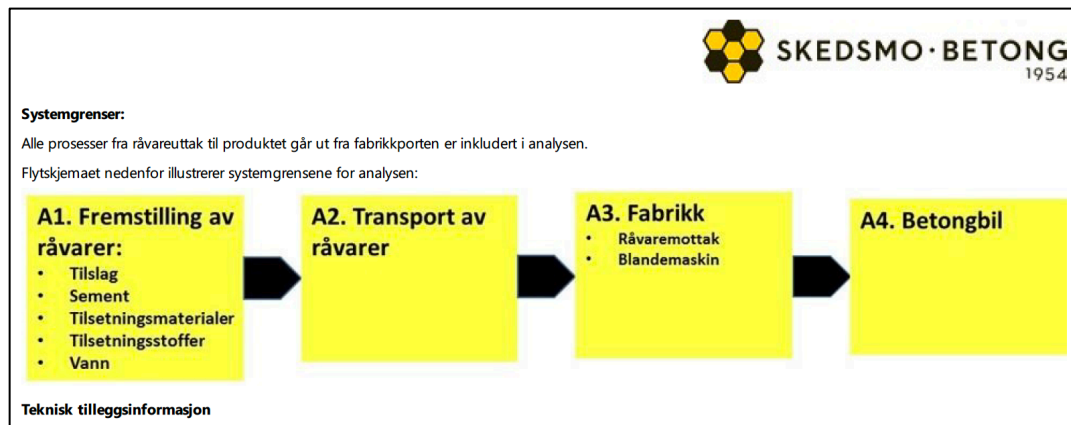 SKEDSMO · BETONG
1954
Systemgrenser:
Alle prosesser fra råvareuttak til produktet går ut fra fabrikkporten er inkludert i analysen.
Flytskjemaet nedenfor illustrerer systemgrensene for analysen:
A1. Fremstilling av
råvarer:
• Tilslag
• Sement
• Tilsetningsmaterialer
• Tilsetningsstoffer
• Vann
A2. Transport av
råvarer
A3. Fabrikk
• Råvaremottak
• Blandemaskin
A4. Betongbil
Teknisk tilleggsinformasjon